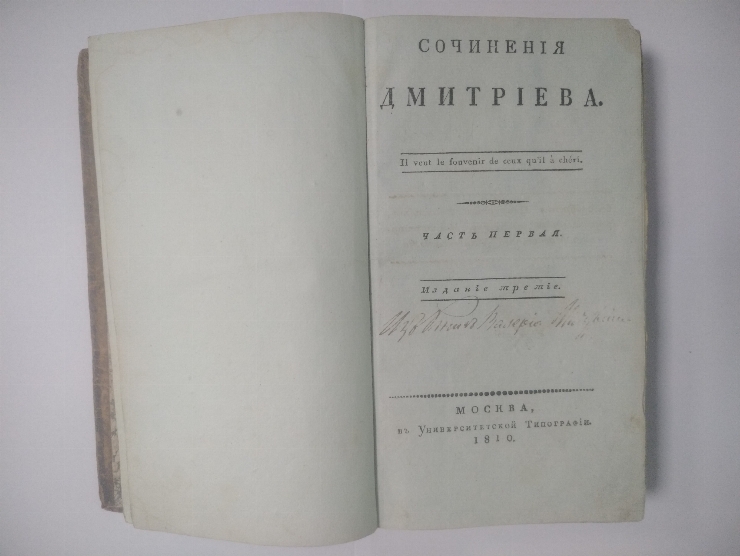 СОЧИНЕНІЯ
ДМИТРІЕВА.
Il veut le fouvenir de ceux qu'il à chéri.
ЧАСТЬ ПЕРВАЯ.
Изданіе третіе.
МОСКВА,
въ Университетской Типографіи.
1810.